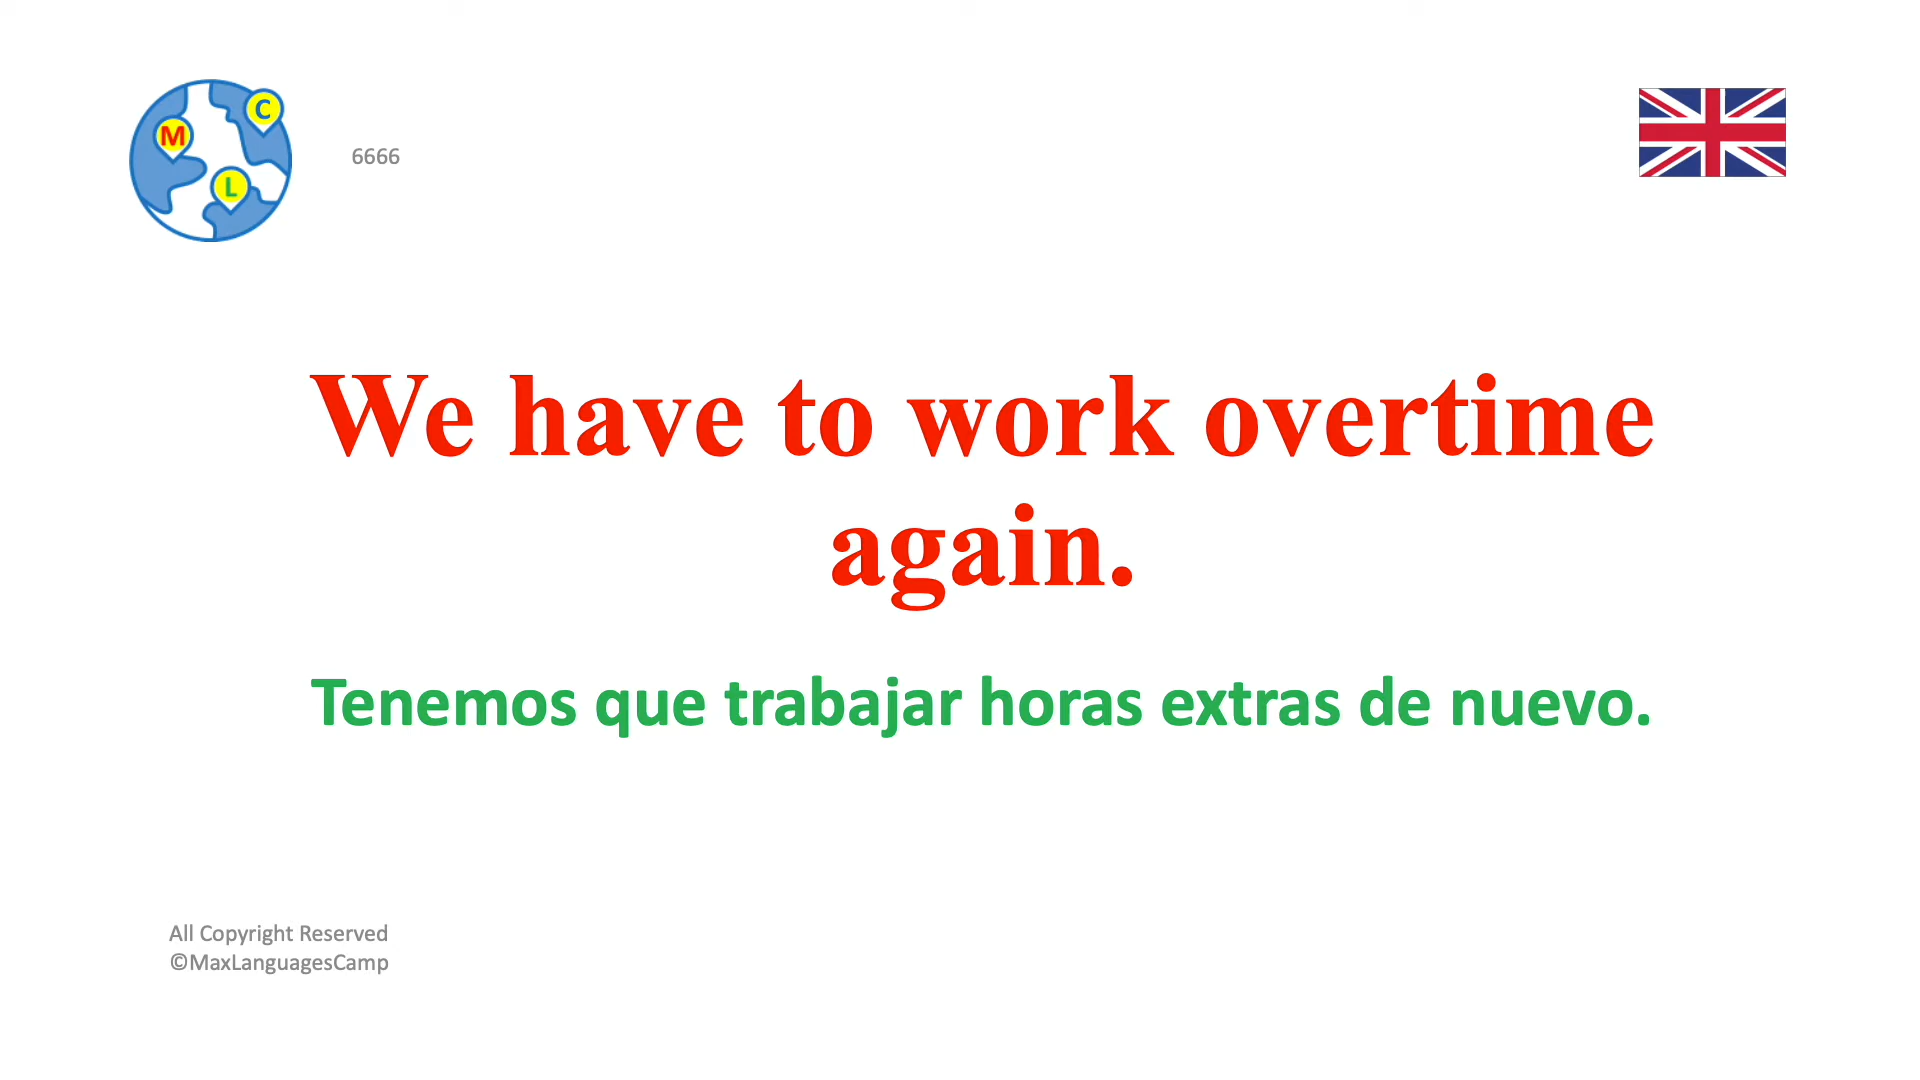 M
C
L
6666
We have to work overtime
again.
Tenemos que trabajar horas extras de nuevo.
All Copyright Reserved
©MaxLanguagesCamp